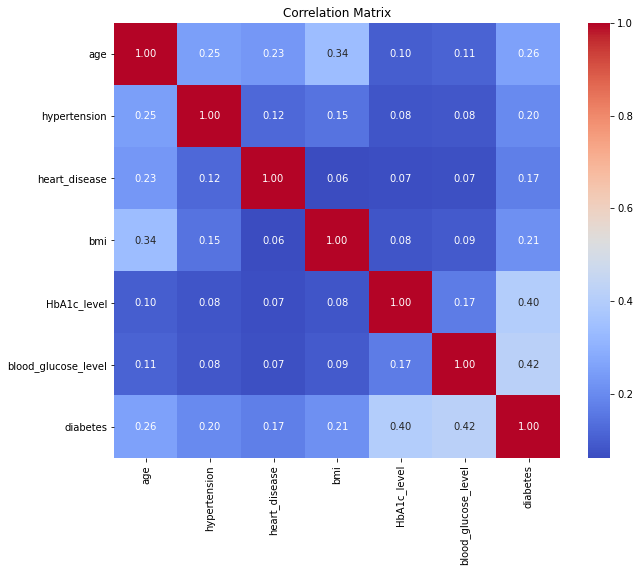 Correlation Matrix
age 1.00 0.25 0.23 0.34 0.10 0.11 0.26
hypertension 0.25 1.00 0.12 0.15 0.08 0.08 0.20
heart_disease 0.23 0.12 1.00 0.06 0.07 0.07 0.17
bmi 0.34 0.15 0.06 1.00 0.08 0.09 0.21
HbA1c_level 0.10 0.08 0.07 0.08 1.00 0.17 0.40
blood_glucose_level 0.11 0.08 0.07 0.09 0.17 1.00 0.42
diabetes 0.26 0.20 0.17 0.21 0.40 0.42 1.00
age
hypertension
heart_disease
bmi
HbA1c_level
blood_glucose_level
diabetes
1.0
0.8
0.6
0.4
0.2